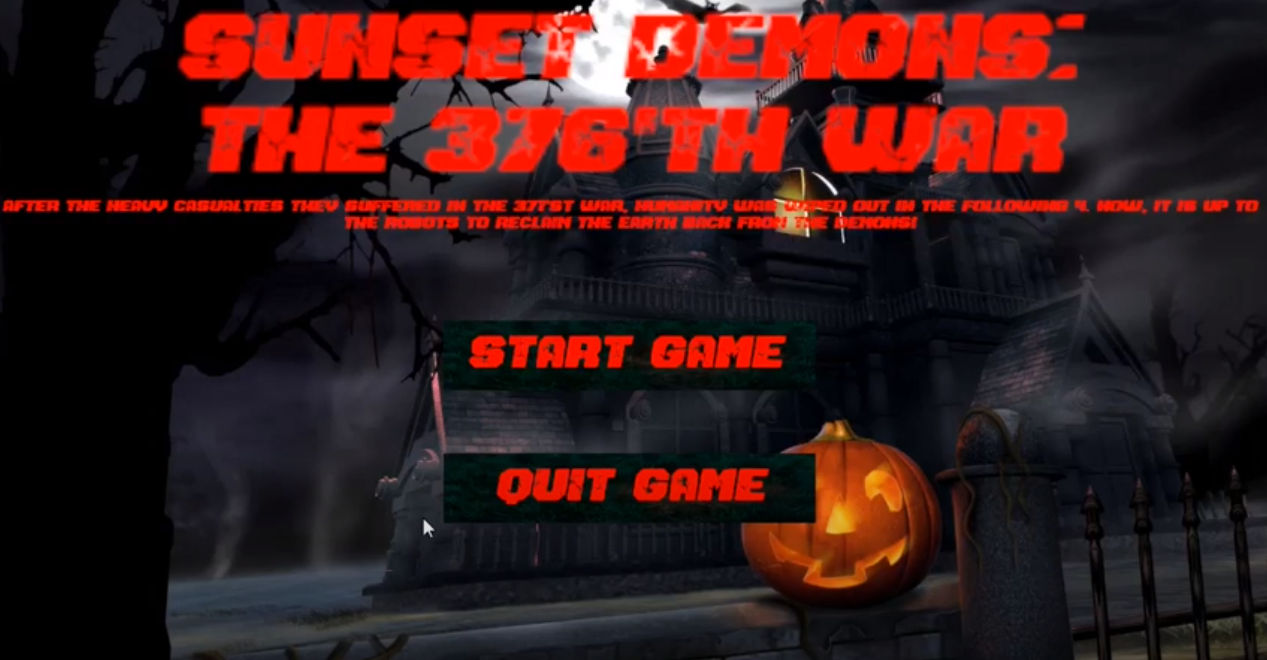 SUNSET DEMONS:
THE 376'TH WAR
AFTER THE HEAVY CASUALTIES THEY SUFFERED IN THE 371'ST WAR, HUMANITY WAS WIPED OUT IN THE FOLLOWING 4. NOW, IT IS UP TO
THE ROBOTS TO RECLAIM THE EARTH BACK FROM THE DEMONS!
START GAME
QUIT GAME